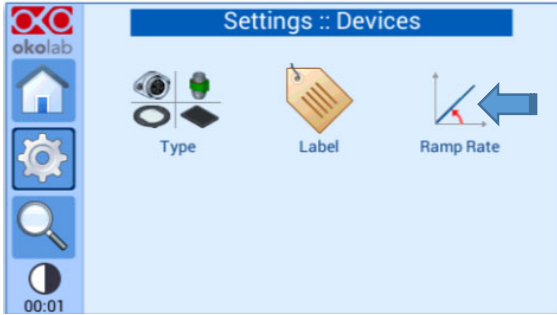 Settings :: Devices
okolab
Type
Label
Ramp Rate
00:01